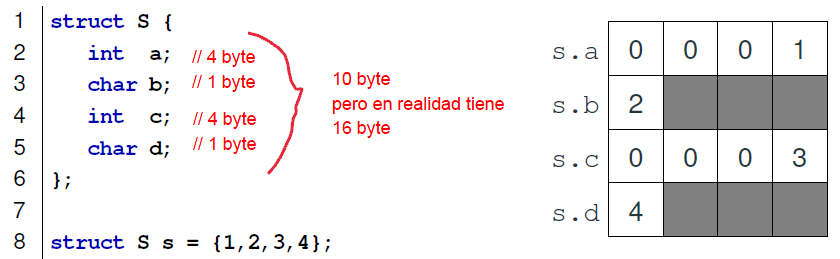 1 struct S {
2 int a; // 4 byte
3 char b; // 1 byte
4 int c; // 4 byte
5 char d; // 1 byte
6 };
7
8 struct S s = {1,2,3,4};
10 byte
pero en realidad tiene
16 byte
s.a 0 0 0 1
s.b 2
s.c 0 0 0 3
s.d 4